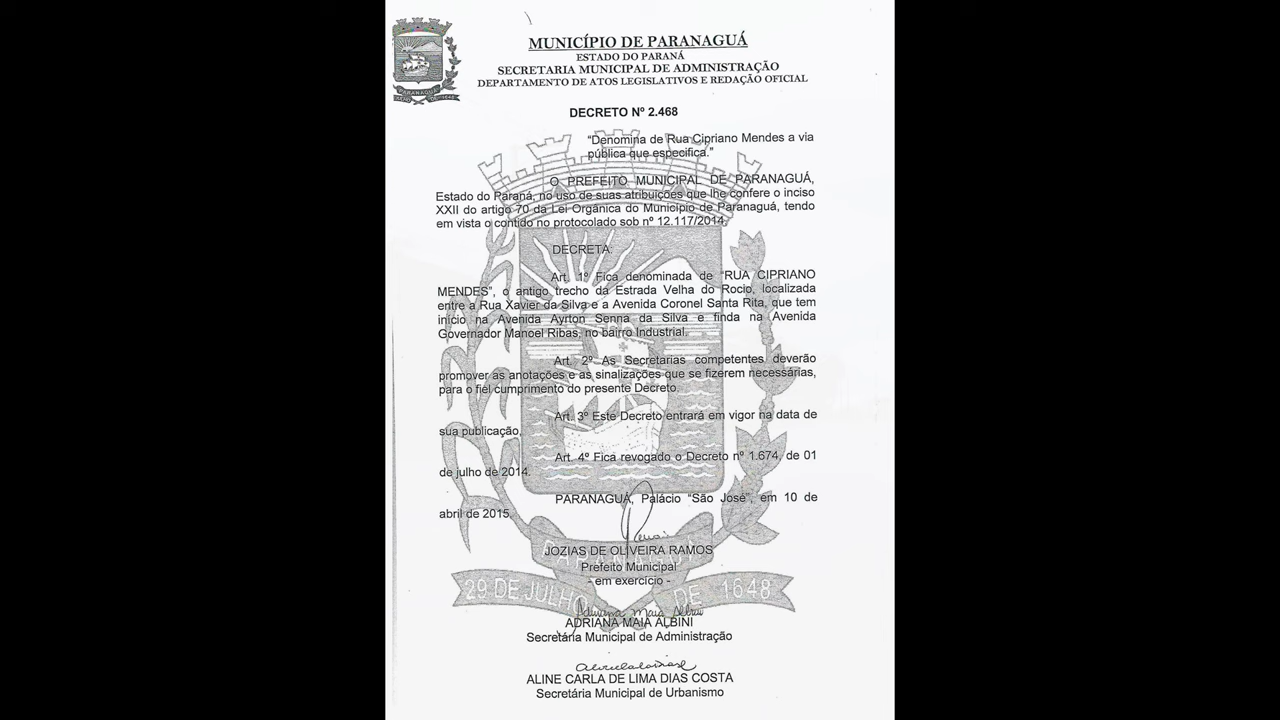 MUNICÍPIO DE PARANAGUÁ
ESTADO DO PARANÁ
SECRETARIA MUNICIPAL DE ADMINISTRAÇÃO
DEPARTAMENTO DE ATOS LEGISLATIVOS E REDAÇÃO OFICIAL
PARANAGUÁ
DE 1648
DECRETO Nº 2.468
“Denomina de Rua Cipriano Mendes a via
pública que especifica.”
O PREFEITO MUNICIPAL DE PARANAGUÁ,
Estado do Paraná, no uso de suas atribuições que lhe confere o inciso
XXII do artigo 70 da Lei Orgânica do Município de Paranaguá, tendo
em vista o contido no protocolado sob nº 12.117/2014,
DECRETA:
Art. 1º Fica denominada de “RUA CIPRIANO
MENDES”, o antigo trecho da Estrada Velha do Rocio, localizada
entre a Rua Xavier da Silva e a Avenida Coronel Santa Rita, que tem
início na Avenida Ayrton Senna da Silva e finda na Avenida
Governador Manoel Ribas, no bairro Industrial.
Art. 2º As Secretarias competentes deverão
promover as anotações e as sinalizações que se fizerem necessárias,
para o fiel cumprimento do presente Decreto.
Art. 3º Este Decreto entrará em vigor na data de
sua publicação,
Art. 4º Fica revogado o Decreto nº 1.674, de 01
de julho de 2014.
PARANAGUÁ, Palácio “São José”, em 10 de
abril de 2015.
JOZIAS DE OLIVEIRA RAMOS
PARANAGUÁ
Prefeito Municipal
- em exercício -
29 DE JULHO DE 1648
Adriana Maia Albini
ADRIANA MAIA ALBINI
Secretária Municipal de Administração
ALINE CARLA DE LIMA DIAS COSTA
Secretária Municipal de Urbanismo